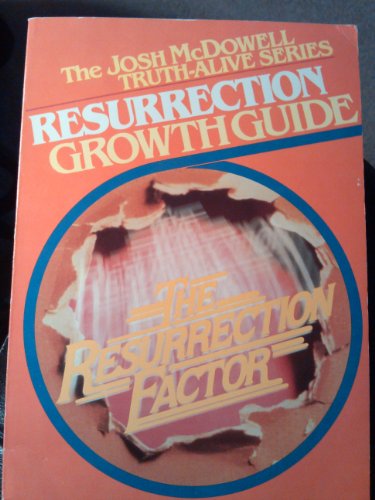 The JOSH MCDOWELL
TRUTH-ALIVE SERIES
RESURRECTION
GROWTH GUIDE
THE
RESURRECTION
FACTOR